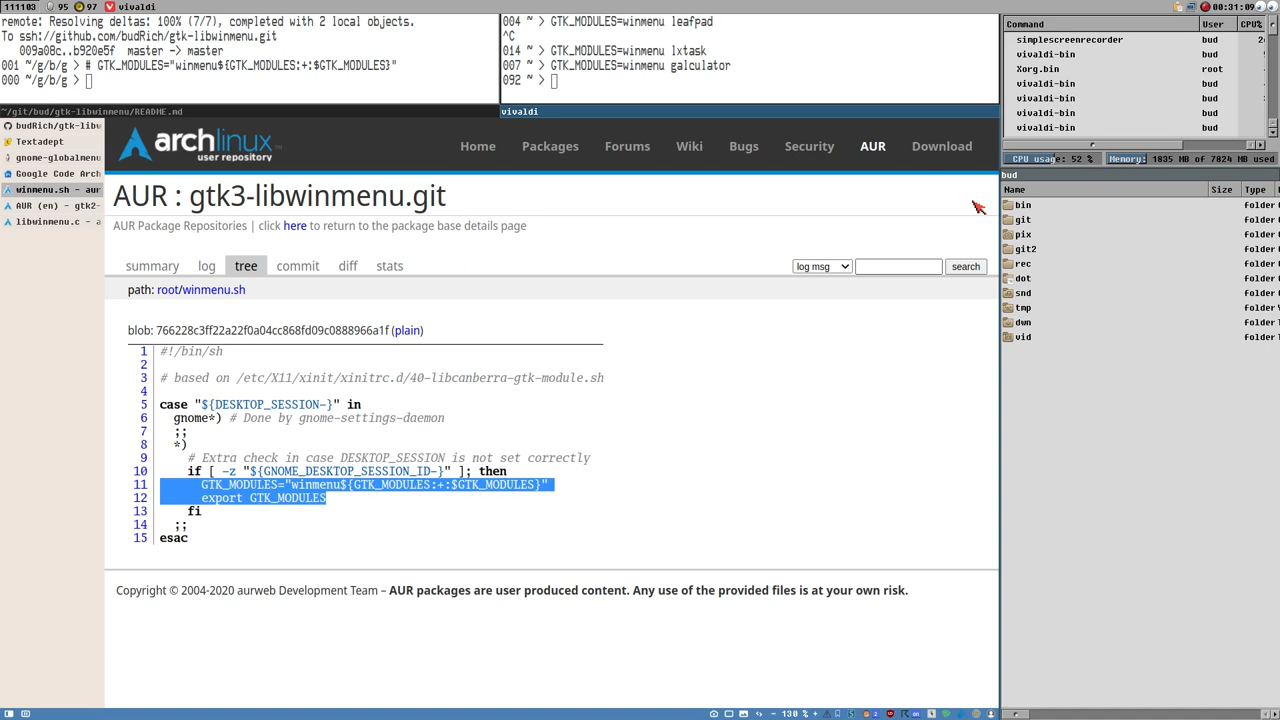 111103 95 97 vivaldi 00:31:09
remote: Resolving deltas: 100% (7/7), completed with 2 local objects.
To ssh://github.com/budRich/gtk-libwinmenu.git
009a08c..b920e5f master -> master
001 ~/g/b/g > # GTK_MODULES="winmenu${GTK_MODULES:+:$GTK_MODULES}"
000 ~/g/b/g >
~/git/bud/gtk-libwinmenu/README.md
004 ~ > GTK_MODULES=winmenu leafpad
^C
014 ~ > GTK_MODULES=winmenu lxtask
007 ~ > GTK_MODULES=winmenu galculator
092 ~ >
vivaldi
budRich/gtk-libw
Textadept
gnome-globalmenu
Google Code Arch
winmenu.sh - aur
AUR (en) - gtk2-
libwinmenu.c - a
archlinux
user repository
Home Packages Forums Wiki Bugs Security AUR Download
AUR : gtk3-libwinmenu.git
AUR Package Repositories | click here to return to the package base details page
summary log tree commit diff stats
log msg search
path: root/winmenu.sh
blob: 766228c3ff22a22f0a04cc868fd09c0888966a1f (plain)
1 #!/bin/sh
2
3 # based on /etc/X11/xinit/xinitrc.d/40-libcanberra-gtk-module.sh
4
5 case "${DESKTOP_SESSION-}" in
6 gnome*) # Done by gnome-settings-daemon
7 ;;
8 *)
9 # Extra check in case DESKTOP_SESSION is not set correctly
10 if [ -z "${GNOME_DESKTOP_SESSION_ID-}" ]; then
11 GTK_MODULES="winmenu${GTK_MODULES:+:$GTK_MODULES}"
12 export GTK_MODULES
13 fi
14 ;;
15 esac
Copyright © 2004-2020 aurweb Development Team – AUR packages are user produced content. Any use of the provided files is at your own risk.
130 %
Command User CPU%
simplescreenrecorder bud 2
vivaldi-bin bud
Xorg.bin root
vivaldi-bin bud
vivaldi-bin bud
vivaldi-bin bud
vivaldi-bin bud
CPU usage: 52 % Memory: 1835 MB of 7824 MB used
bud
Name Size Type
bin folder
git folder
pix folder
git2 folder
rec folder
dot folder
snd folder
tmp folder
dwn folder
vid folder